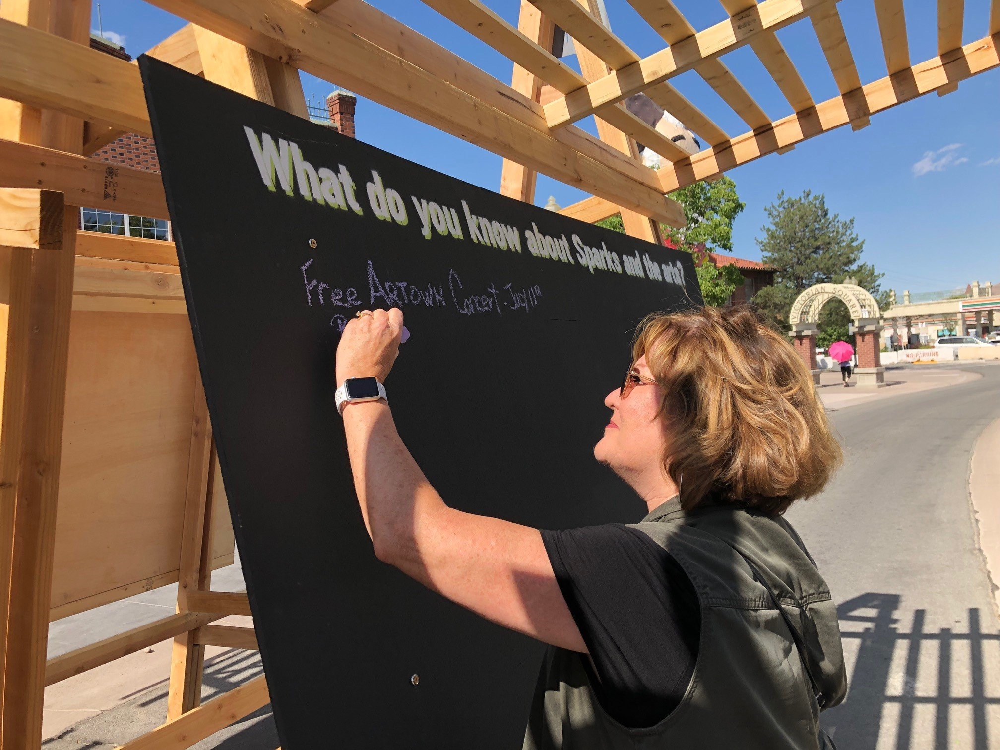 What do you know about Sparks and the arts?
Free ARTOWN Concert - July 11th
VICTORIAN SQUARE
NO PARKING